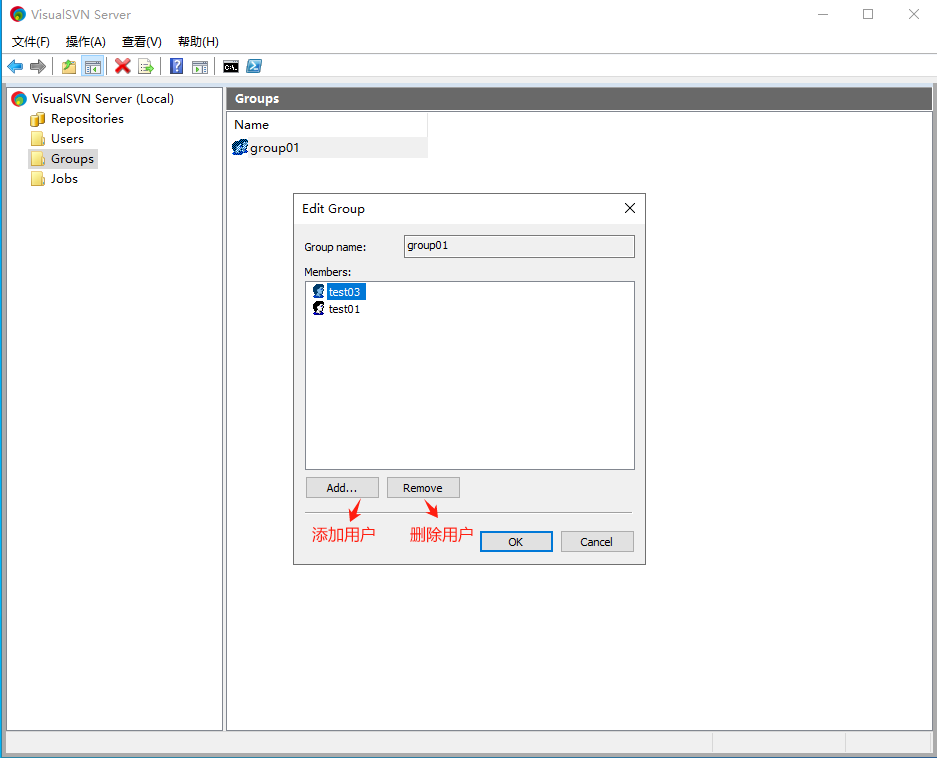 VisualSVN Server
文件(F) 操作(A) 查看(V) 帮助(H)
VisualSVN Server (Local)
Repositories
Users
Groups
Jobs
Groups
Name
group01
Edit Group
Group name: group01
Members:
test03
test01
Add... Remove
添加用户 删除用户
OK Cancel